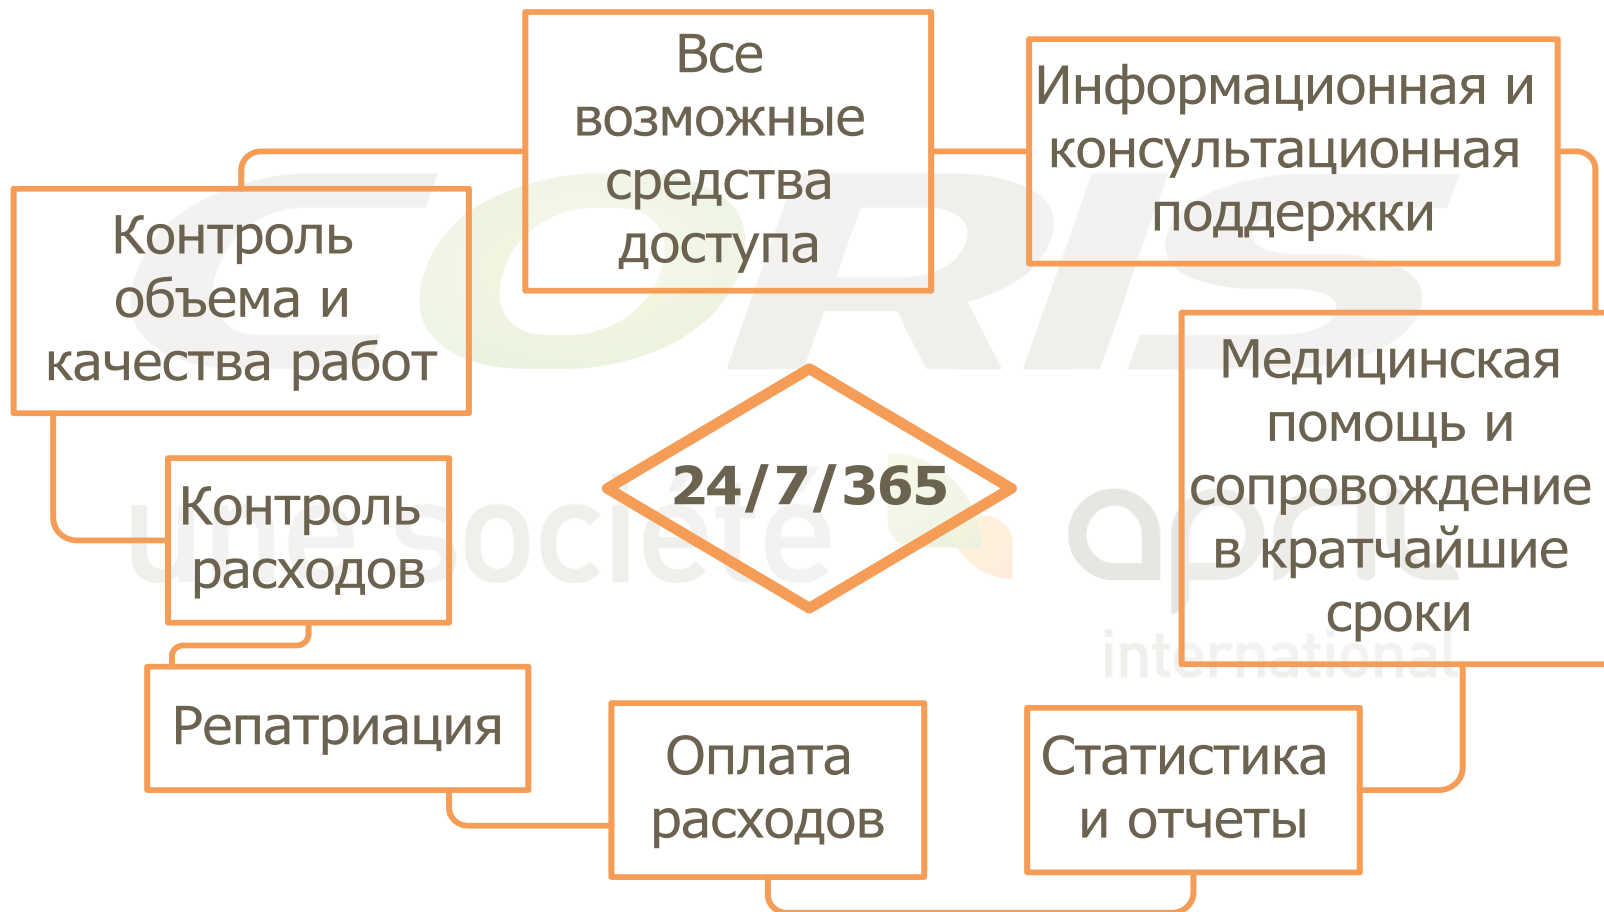 Все
возможные
средства
доступа
Информационная и
консультационная
поддержки
Контроль
объема и
качества работ
Медицинская
помощь и
сопровождение
в кратчайшие
сроки
24/7/365
Контроль
расходов
Репатриация
Оплата
расходов
Статистика
и отчеты
CORIS
une société april
international